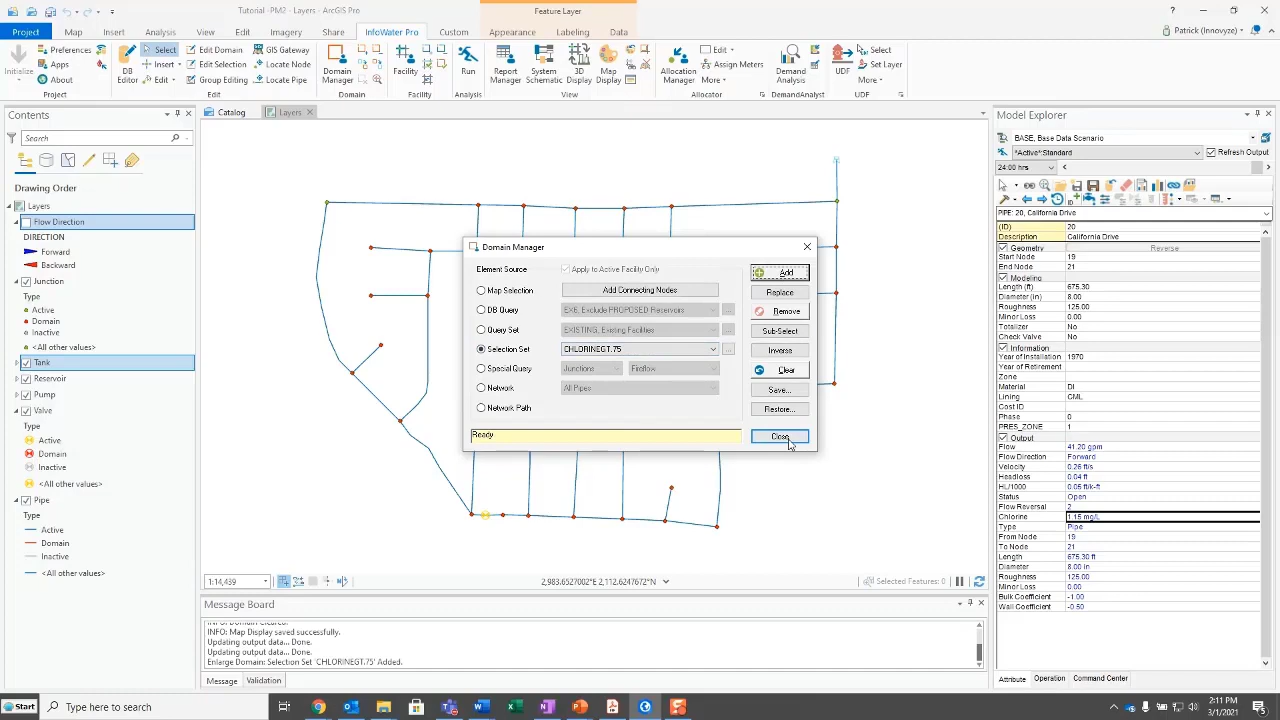 Tutorial -PM2 - Layers - ArcGIS Pro
Feature Layer
?
Project Map Insert Analysis View Edit Imagery Share InfoWater Pro Custom Appearance Labeling Data
Patrick (Innovyze)
Initialize
Preferences
Apps
About
Project
DB Editor
Select
Insert
Edit
Edit Domain
Edit Selection
Group Editing
GIS Gateway
Locate Node
Locate Pipe
Edit
Domain Manager
Domain
Facility
Facility
Run
Analysis
Report Manager
System Schematic
3D Display
Map Display
View
Allocation Manager
Edit
Assign Meters
More
Allocator
Demand Analysis
DemandAnalyst
UDF
Select
Set Layer
More
UDF
Contents
Search
Drawing Order
Layers
Flow Direction
DIRECTION
Forward
Backward
Junction
Type
Active
Domain
Inactive
<All other values>
Tank
Reservoir
Pump
Valve
Type
Active
Domain
Inactive
<All other values>
Pipe
Type
Active
Domain
Inactive
<All other values>
Catalog
Layers
Domain Manager
Element Source
Apply to Active Facility Only
Map Selection
Add Connecting Nodes
DB Query
EX6, Exclude PROPOSED Reservoirs
...
Query Set
EXISTING, Existing Facilities
...
Selection Set
CHLORINEGT.75
...
Special Query
Junctions
Fireflow
Network
All Pipes
Network Path
Ready
Add
Replace
Remove
Sub-Select
Inverse
Clear
Save...
Restore...
Close
1:14,439
2,983.6527002°E 2,112.6247672°N
Selected Features: 0
Message Board
INFO: Domain Cleared.
INFO: Map Display saved successfully.
Updating output data... Done.
Updating output data... Done.
Enlarge Domain: Selection Set 'CHLORINEGT.75' Added.
Message Validation
Model Explorer
BASE, Base Data Scenario
*Active*:Standard
Refresh Output
24:00 hrs
PIPE: 20, California Drive
(ID) 20
Description California Drive
Geometry Reverse
Start Node 19
End Node 21
Modeling
Length (ft) 675.30
Diameter (in) 8.00
Roughness 125.00
Minor Loss 0.00
Totalizer No
Check Valve No
Information
Year of Installation 1970
Year of Retirement
Zone
Material DI
Lining CML
Cost ID
Phase 0
PRES_ZONE 1
Output
Flow 41.20 gpm
Flow Direction Forward
Velocity 0.26 ft/s
Headloss 0.04 ft
HL/1000 0.05 ft/k-ft
Status Open
Flow Reversal 2
Chlorine 1.15 mg/L
Type Pipe
From Node 19
To Node 21
Length 675.30 ft
Diameter 8.00 in
Roughness 125.00
Minor Loss 0.00
Bulk Coefficient -1.00
Wall Coefficient -0.50
Attribute Operation Command Center
Start
Type here to search
2:11 PM
3/1/2021